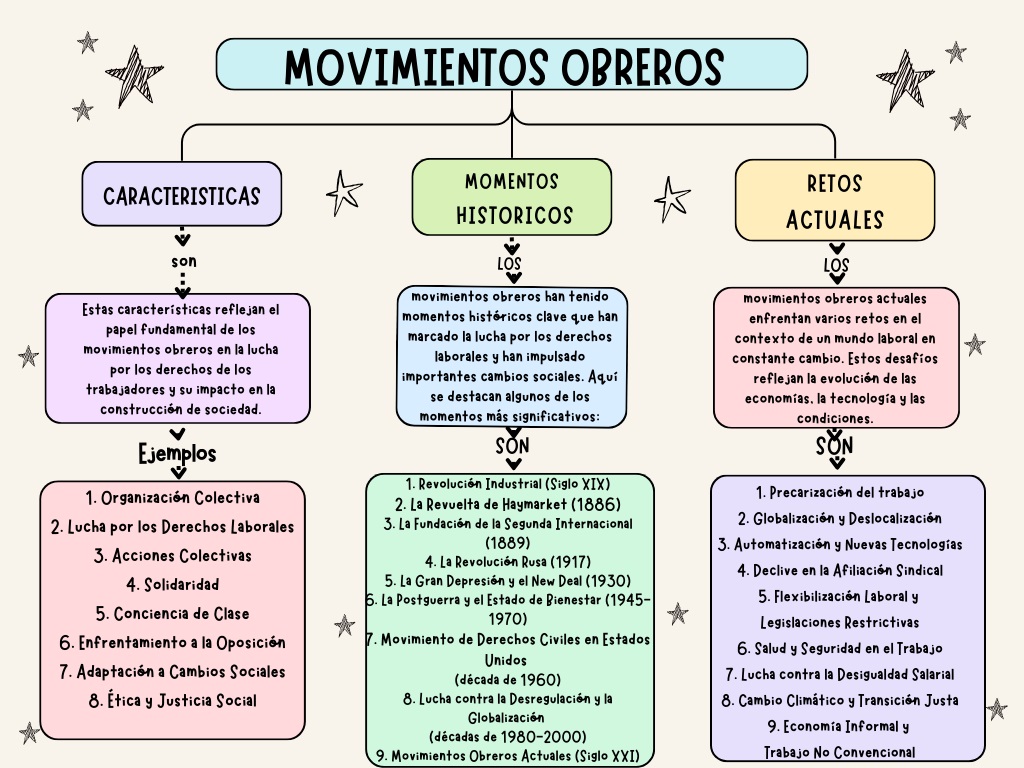 MOVIMIENTOS OBREROS
CARACTERISTICAS
son
Estas características reflejan el
papel fundamental de los
movimientos obreros en la lucha
por los derechos de los
trabajadores y su impacto en la
construcción de sociedad.
Ejemplos
1. Organización Colectiva
2. Lucha por los Derechos Laborales
3. Acciones Colectivas
4. Solidaridad
5. Conciencia de Clase
6. Enfrentamiento a la Oposición
7. Adaptación a Cambios Sociales
8. Ética y Justicia Social
MOMENTOS
HISTORICOS
LOS
movimientos obreros han tenido
momentos históricos clave que han
marcado la lucha por los derechos
laborales y han impulsado
importantes cambios sociales. Aquí
se destacan algunos de los
momentos más significativos:
SON
1. Revolución Industrial (Siglo XIX)
2. La Revuelta de Haymarket (1886)
3. La Fundación de la Segunda Internacional
(1889)
4. La Revolución Rusa (1917)
5. La Gran Depresión y el New Deal (1930)
6. La Postguerra y el Estado de Bienestar (1945-
1970)
7. Movimiento de Derechos Civiles en Estados
Unidos
(década de 1960)
8. Lucha contra la Desregulación y la
Globalización
(décadas de 1980-2000)
9. Movimientos Obreros Actuales (Siglo XXI)
RETOS
ACTUALES
LOS
movimientos obreros actuales
enfrentan varios retos en el
contexto de un mundo laboral en
constante cambio. Estos desafíos
reflejan la evolución de las
economías, la tecnología y las
condiciones.
SON
1. Precarización del trabajo
2. Globalización y Deslocalización
3. Automatización y Nuevas Tecnologías
4. Declive en la Afiliación Sindical
5. Flexibilización Laboral y
Legislaciones Restrictivas
6. Salud y Seguridad en el Trabajo
7. Lucha contra la Desigualdad Salarial
8. Cambio Climático y Transición Justa
9. Economía Informal y
Trabajo No Convencional